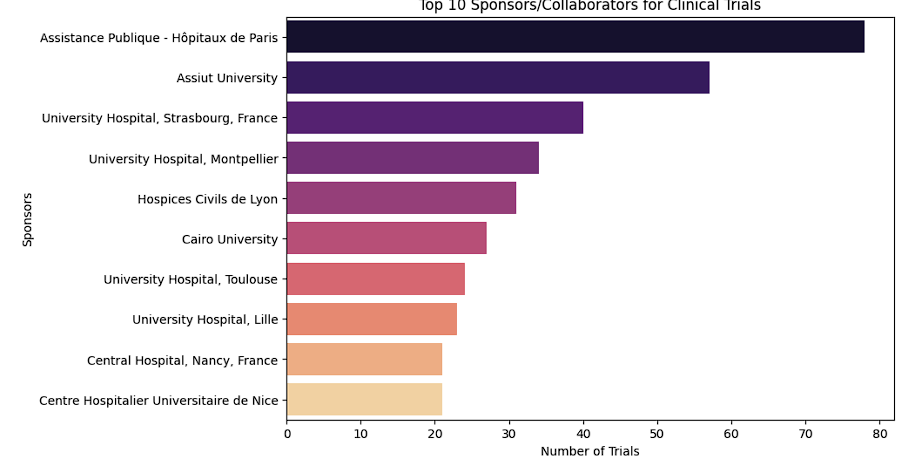 Top 10 Sponsors/Collaborators for Clinical Trials
Assistance Publique - Hôpitaux de Paris
Assiut University
University Hospital, Strasbourg, France
University Hospital, Montpellier
Hospices Civils de Lyon
Cairo University
University Hospital, Toulouse
University Hospital, Lille
Central Hospital, Nancy, France
Centre Hospitalier Universitaire de Nice
Sponsors
0 10 20 30 40 50 60 70 80
Number of Trials